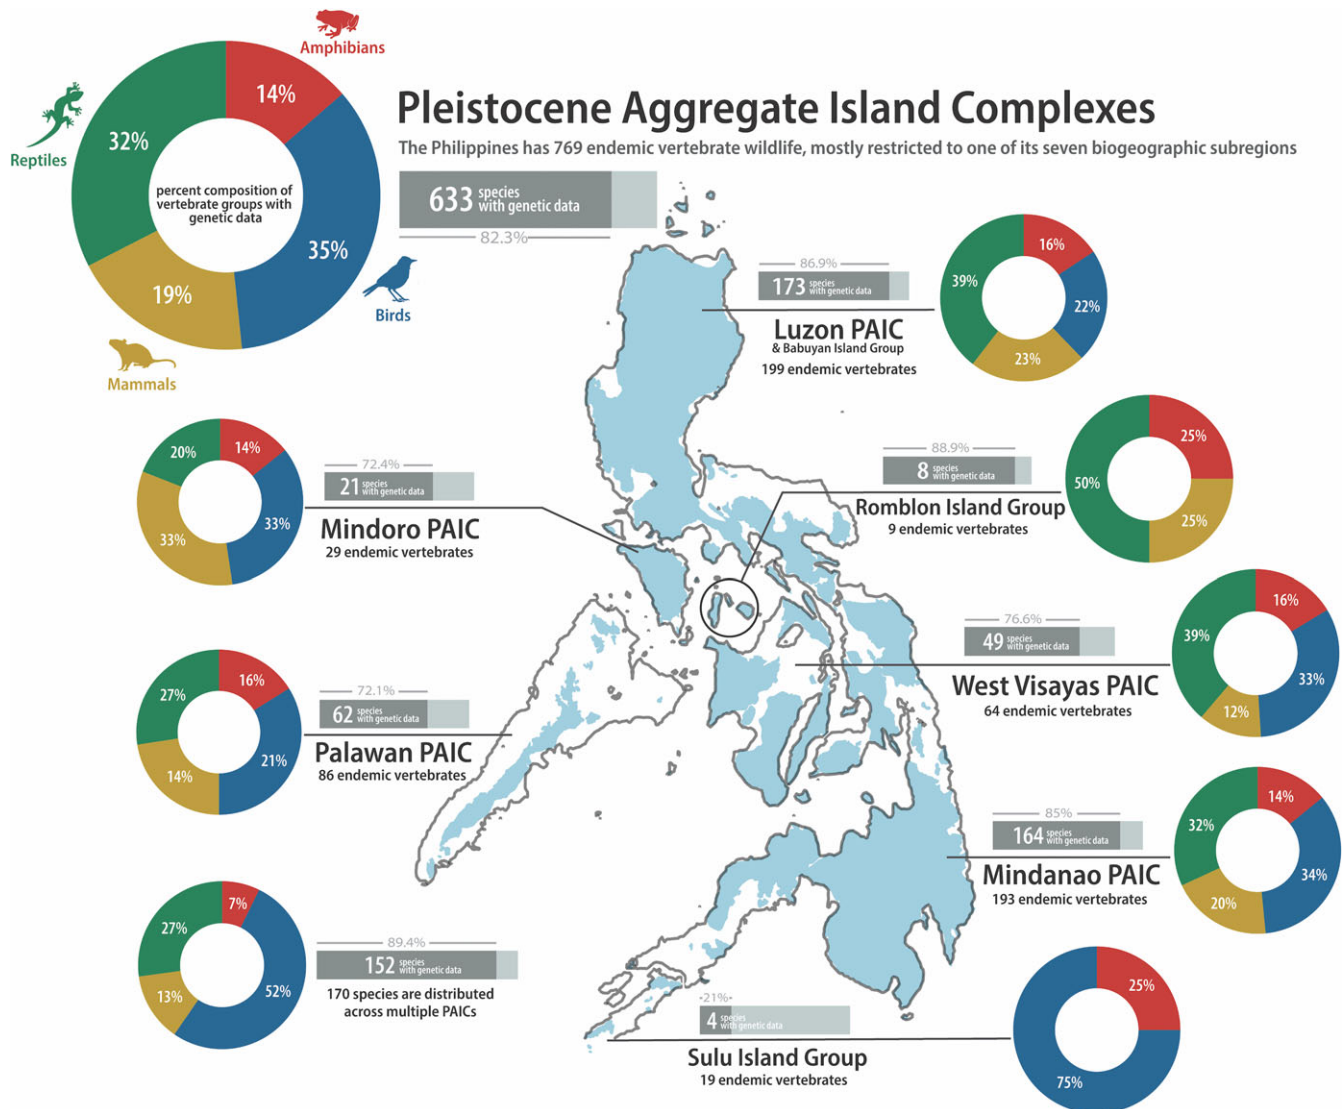 Amphibians
14%
Reptiles
32%
percent composition of
vertebrate groups with
genetic data
35%
Birds
19%
Mammals
Pleistocene Aggregate Island Complexes
The Philippines has 769 endemic vertebrate wildlife, mostly restricted to one of its seven biogeographic subregions
633 species
with genetic data
82.3%
86.9%
173 species
with genetic data
Luzon PAIC
& Babuyan Island Group
199 endemic vertebrates
16%
39%
22%
23%
20%
14%
33%
33%
72.4%
21 species
with genetic data
Mindoro PAIC
29 endemic vertebrates
88.9%
8 species
with genetic data
Romblon Island Group
9 endemic vertebrates
25%
50%
25%
76.6%
49 species
with genetic data
West Visayas PAIC
64 endemic vertebrates
16%
39%
33%
12%
27%
16%
14%
21%
72.1%
62 species
with genetic data
Palawan PAIC
86 endemic vertebrates
85%
164 species
with genetic data
Mindanao PAIC
193 endemic vertebrates
14%
32%
34%
20%
7%
27%
13%
52%
89.4%
152 species
with genetic data
170 species are distributed
across multiple PAICs
21%
4 species
with genetic data
Sulu Island Group
19 endemic vertebrates
25%
75%